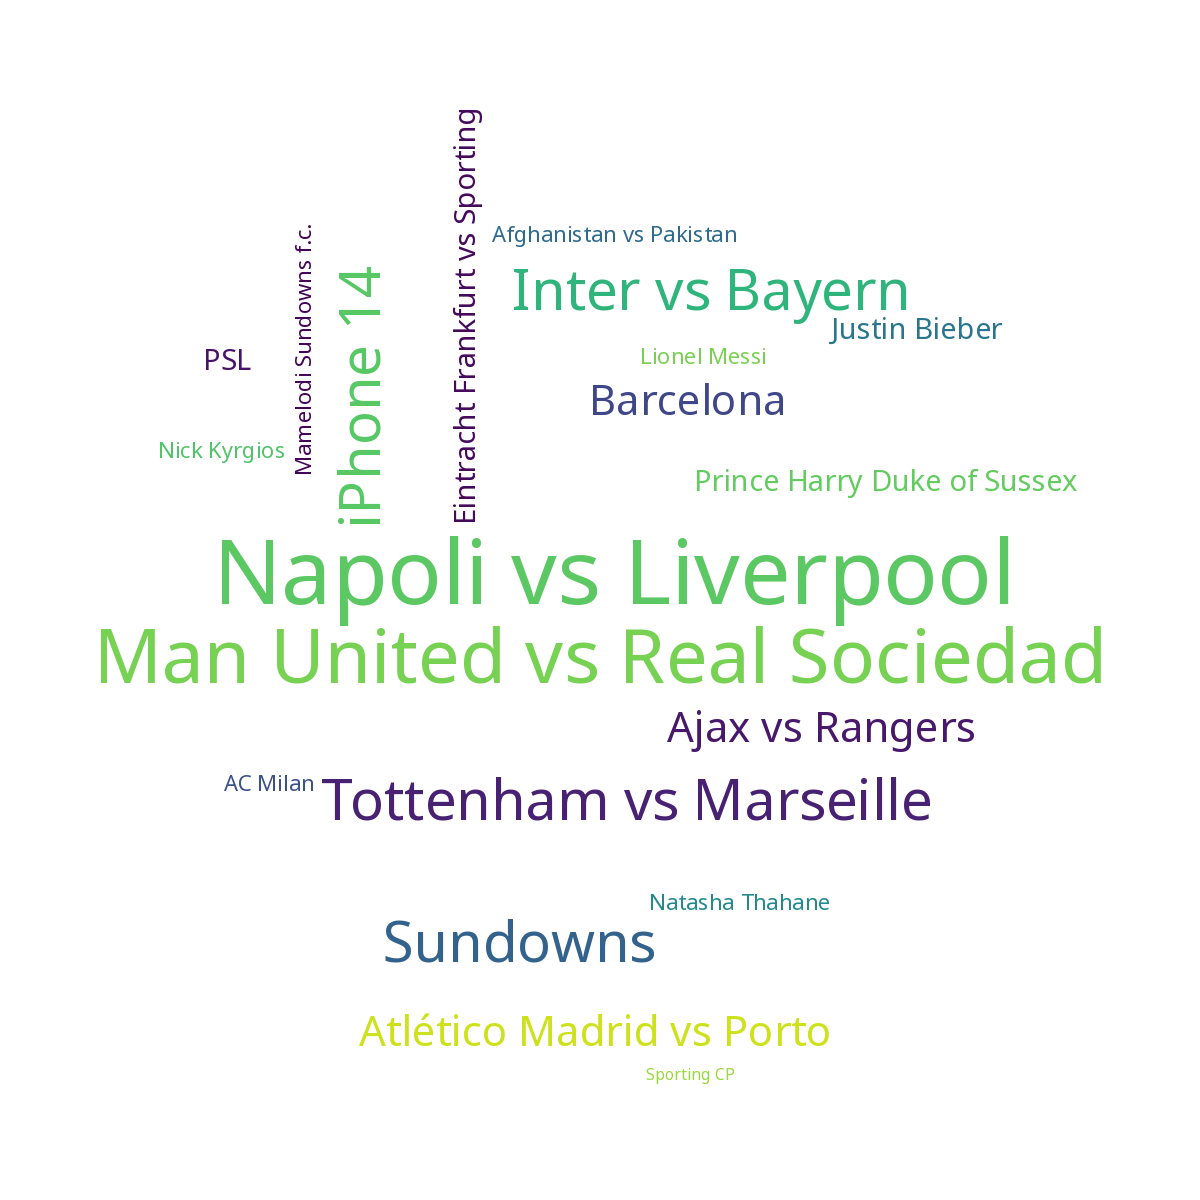 Eintracht Frankfurt vs Sporting
Mamelodi Sundowns f.c.
Afghanistan vs Pakistan
iPhone 14
Inter vs Bayern
Justin Bieber
PSL
Lionel Messi
Barcelona
Nick Kyrgios
Prince Harry Duke of Sussex
Napoli vs Liverpool
Man United vs Real Sociedad
Ajax vs Rangers
AC Milan
Tottenham vs Marseille
Natasha Thahane
Sundowns
Atlético Madrid vs Porto
Sporting CP